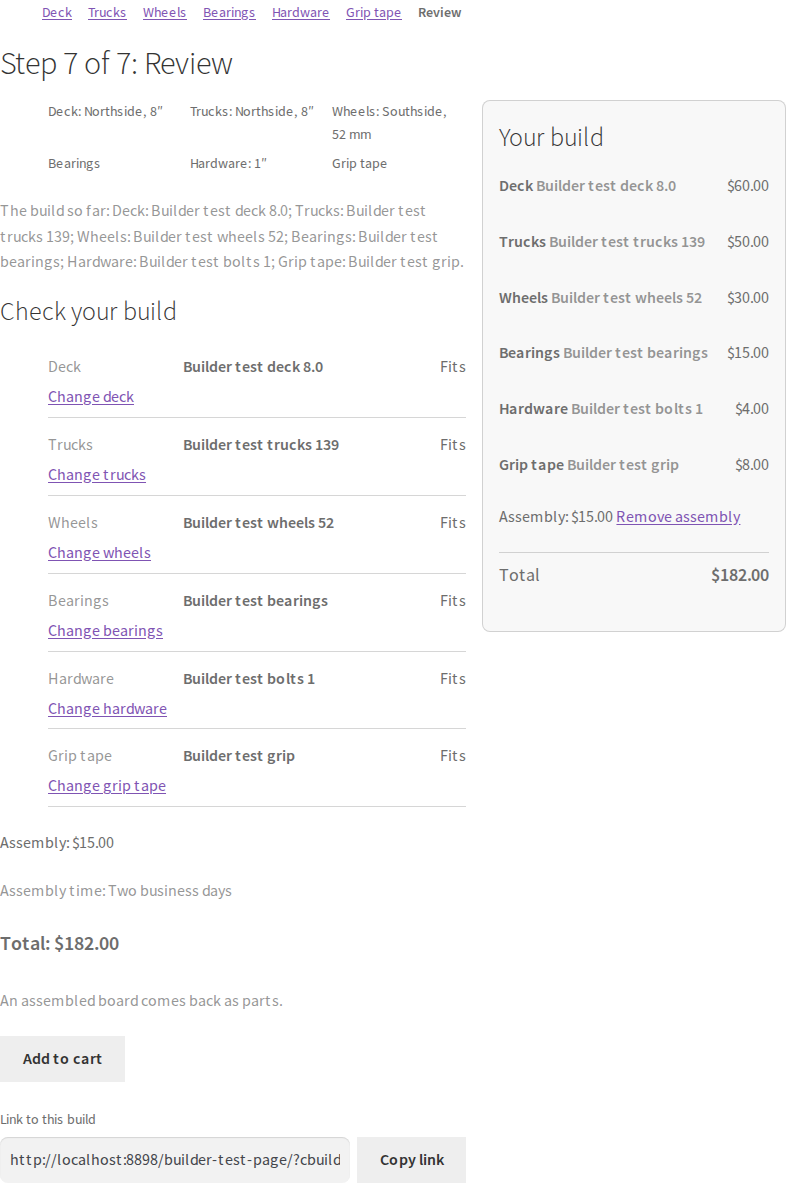 Deck Trucks Wheels Bearings Hardware Grip tape Review
Step 7 of 7: Review
Deck: Northside, 8″ Trucks: Northside, 8″ Wheels: Southside,
52 mm
Bearings Hardware: 1″ Grip tape
The build so far: Deck: Builder test deck 8.0; Trucks: Builder test
trucks 139; Wheels: Builder test wheels 52; Bearings: Builder test
bearings; Hardware: Builder test bolts 1; Grip tape: Builder test grip.
Check your build
Deck Builder test deck 8.0 Fits
Change deck
Trucks Builder test trucks 139 Fits
Change trucks
Wheels Builder test wheels 52 Fits
Change wheels
Bearings Builder test bearings Fits
Change bearings
Hardware Builder test bolts 1 Fits
Change hardware
Grip tape Builder test grip Fits
Change grip tape
Assembly: $15.00
Assembly time: Two business days
Total: $182.00
An assembled board comes back as parts.
Add to cart
Link to this build
http://localhost:8898/builder-test-page/?cbuild Copy link
Your build
Deck Builder test deck 8.0 $60.00
Trucks Builder test trucks 139 $50.00
Wheels Builder test wheels 52 $30.00
Bearings Builder test bearings $15.00
Hardware Builder test bolts 1 $4.00
Grip tape Builder test grip $8.00
Assembly: $15.00 Remove assembly
Total $182.00